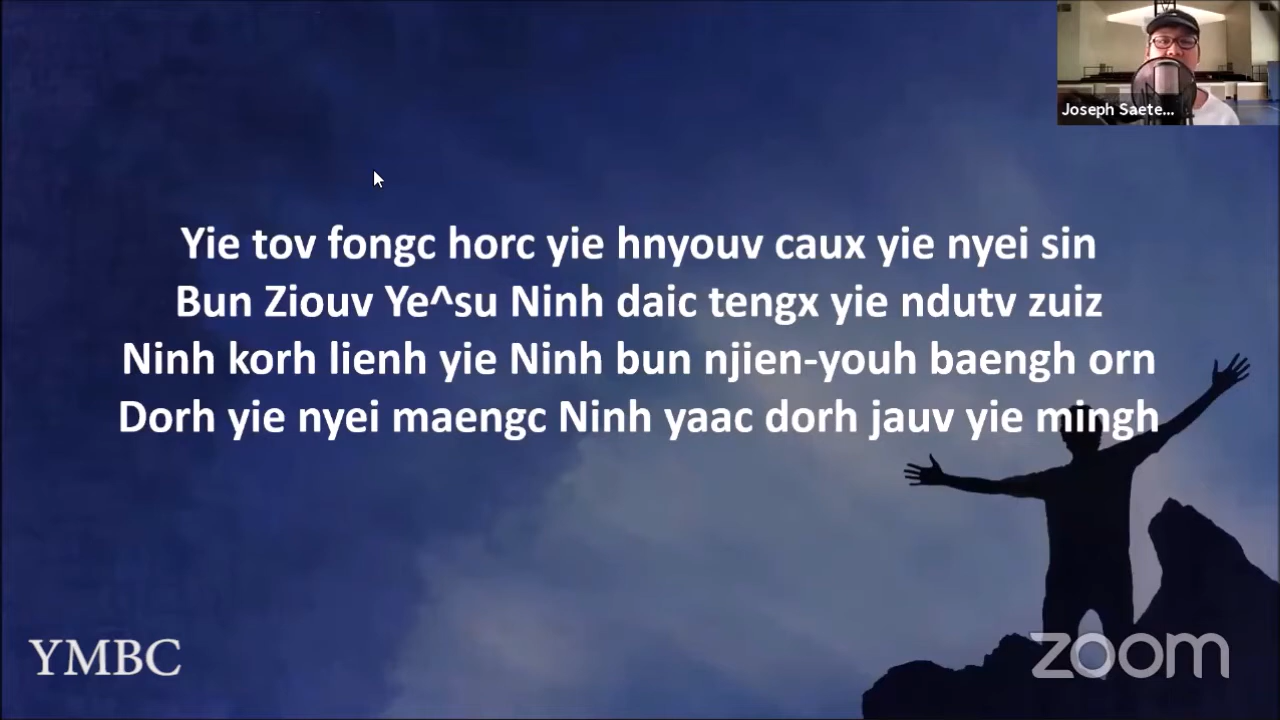 Joseph Saete...
Yie tov fongc horc yie hnyouv caux yie nyei sin
Bun Ziouv Ye^su Ninh daic tengx yie ndutv zuiz
Ninh korh lienh yie Ninh bun njien-youh baengh orn
Dorh yie nyei maengc Ninh yaac dorh jauv yie mingh
YMBC
zoom